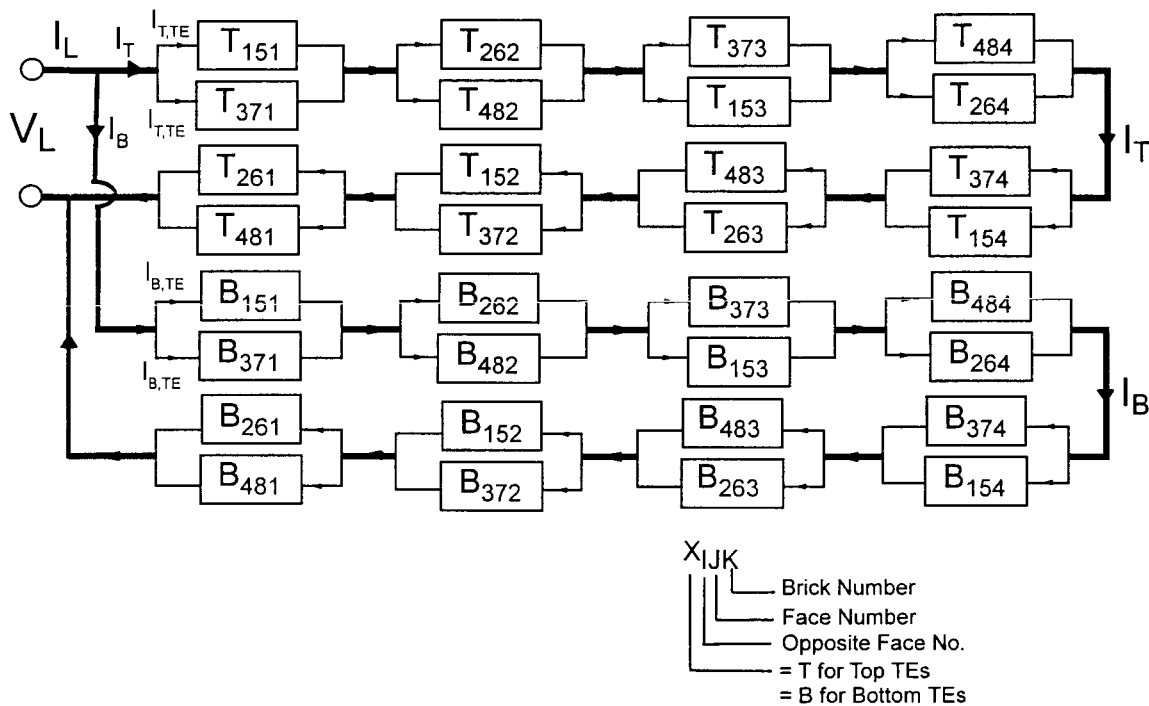 I_L I_T I_T,TE T_151 T_262 T_373 T_484
I_T,TE T_371 T_482 T_153 T_264
V_L I_B I_T
T_261 T_152 T_483 T_374
T_481 T_372 T_263 T_154
I_B,TE B_151 B_262 B_373 B_484
I_B,TE B_371 B_482 B_153 B_264
I_B
B_261 B_152 B_483 B_374
B_481 B_372 B_263 B_154
X_IJK
Brick Number
Face Number
Opposite Face No.
= T for Top TEs
= B for Bottom TEs